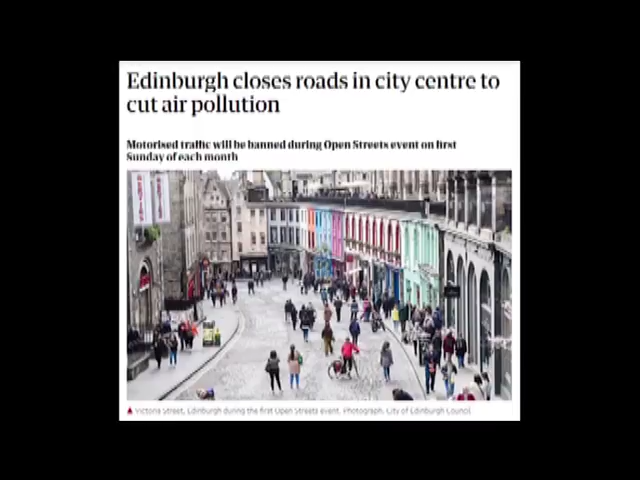 Edinburgh closes roads in city centre to
cut air pollution
Motorised traffic will be banned during Open Streets event on first
Sunday of each month
Victoria Street, Edinburgh during the first Open Streets event. Photograph: City of Edinburgh Council